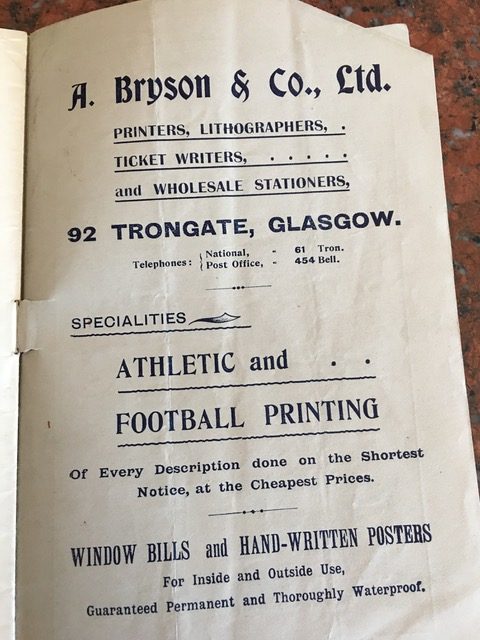 A. Bryson & Co., Ltd.
PRINTERS, LITHOGRAPHERS, .
TICKET WRITERS, . . . . .
and WHOLESALE STATIONERS,
92 TRONGATE, GLASGOW.
Telephones: { National, - 61 Tron.
{ Post Office, - 454 Bell.
SPECIALITIES
ATHLETIC and . .
FOOTBALL PRINTING
Of Every Description done on the Shortest
Notice, at the Cheapest Prices.
WINDOW BILLS and HAND-WRITTEN POSTERS
For Inside and Outside Use,
Guaranteed Permanent and Thoroughly Waterproof.